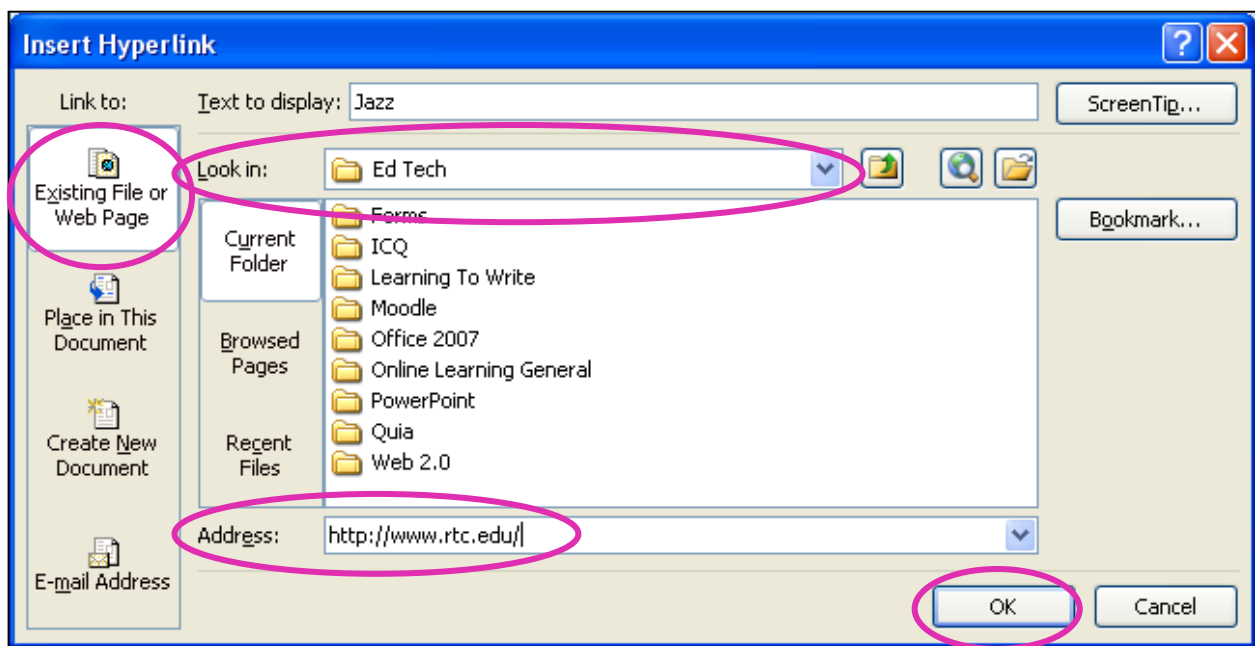 Insert Hyperlink
Link to:
Text to display: Jazz
ScreenTip...
Existing File or
Web Page
Look in: Ed Tech
Bookmark...
Current
Folder
Forms
ICQ
Learning To Write
Moodle
Office 2007
Online Learning General
PowerPoint
Quia
Web 2.0
Place in This
Document
Browsed
Pages
Create New
Document
Recent
Files
Address: http://www.rtc.edu/
E-mail Address
OK
Cancel